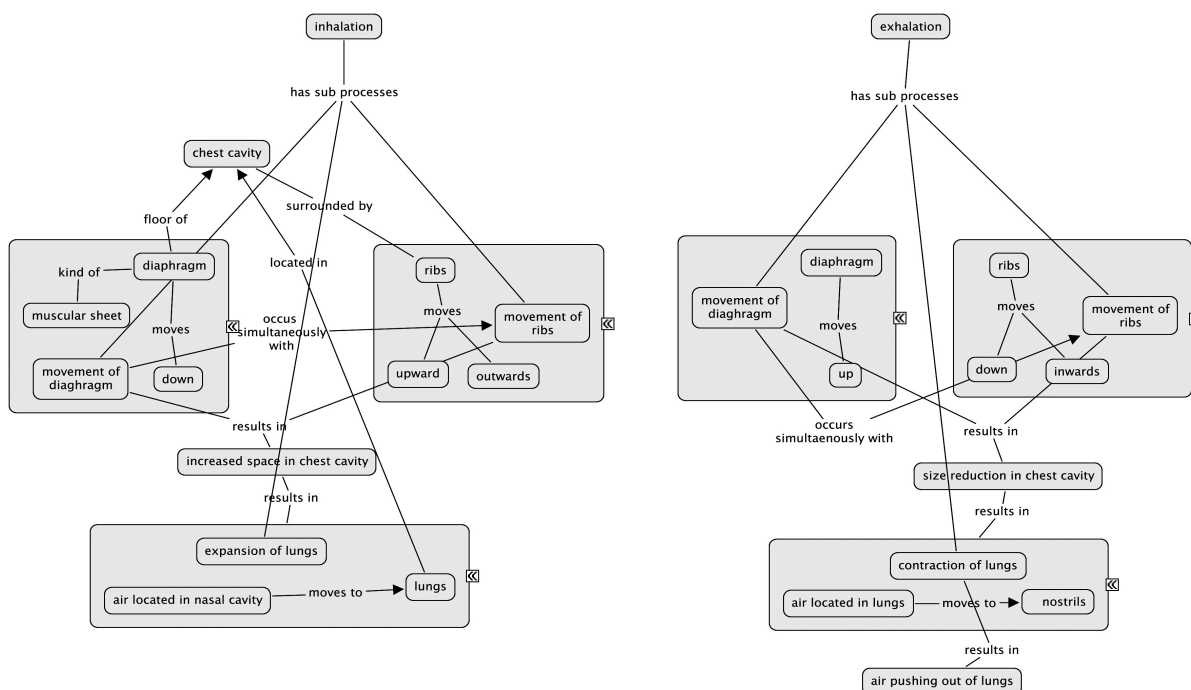 inhalation
has sub processes
chest cavity
surrounded by
floor of
located in
kind of
diaphragm
muscular sheet
moves
down
movement of
diaghragm
occus
simultaneously
with
ribs
moves
movement of
ribs
upward
outwards
results in
increased space in chest cavity
results in
expansion of lungs
air located in nasal cavity
moves to
lungs
exhalation
has sub processes
diaphragm
movement of
diaphragm
moves
up
ribs
moves
movement of
ribs
down
inwards
occurs
simultaenously with
results in
size reduction in chest cavity
results in
contraction of lungs
air located in lungs
moves to
nostrils
results in
air pushing out of lungs